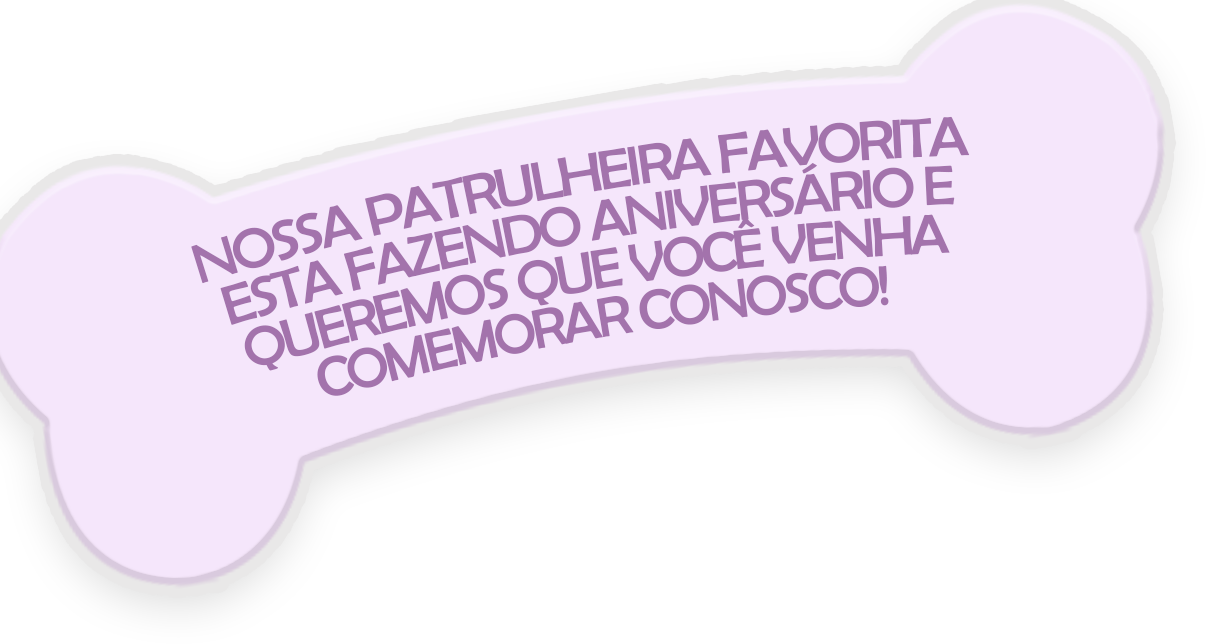 NOSSA PATRULHEIRA FAVORITA
ESTA FAZENDO ANIVERSÁRIO E
QUEREMOS QUE VOCÊ VENHA
COMEMORAR CONOSCO!